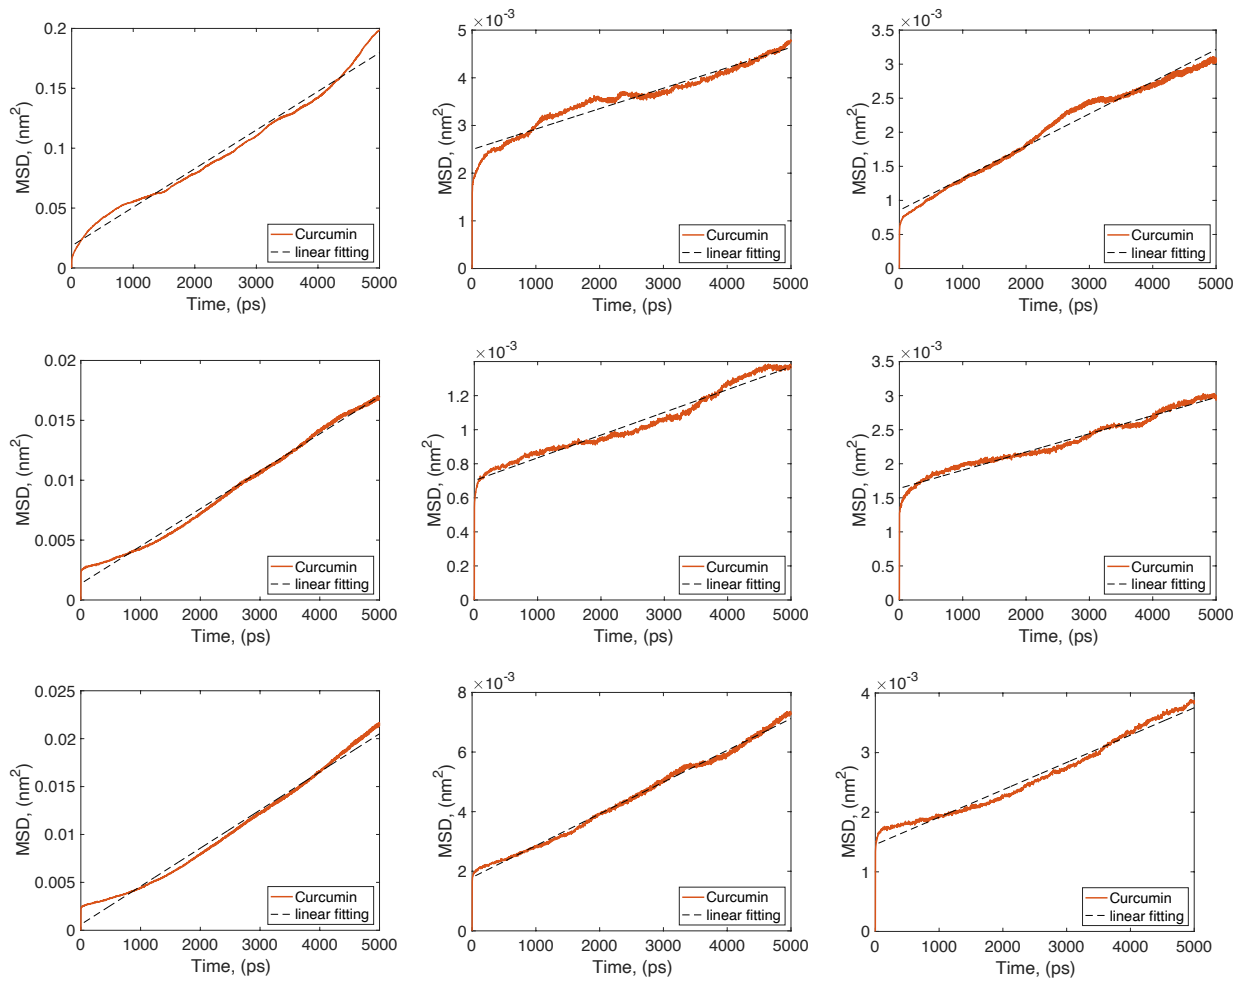 0.2
0.15
0.1
0.05
0
MSD, (nm²)
0 1000 2000 3000 4000 5000
Time, (ps)
Curcumin
linear fitting
×10⁻³
5
4
3
2
1
0
MSD, (nm²)
0 1000 2000 3000 4000 5000
Time, (ps)
Curcumin
linear fitting
×10⁻³
3.5
3
2.5
2
1.5
1
0.5
0
MSD, (nm²)
0 1000 2000 3000 4000 5000
Time, (ps)
Curcumin
linear fitting
0.02
0.015
0.01
0.005
0
MSD, (nm²)
0 1000 2000 3000 4000 5000
Time, (ps)
Curcumin
linear fitting
×10⁻³
1.2
1
0.8
0.6
0.4
0.2
0
MSD, (nm²)
0 1000 2000 3000 4000 5000
Time, (ps)
Curcumin
linear fitting
×10⁻³
3.5
3
2.5
2
1.5
1
0.5
0
MSD, (nm²)
0 1000 2000 3000 4000 5000
Time, (ps)
Curcumin
linear fitting
0.025
0.02
0.015
0.01
0.005
0
MSD, (nm²)
0 1000 2000 3000 4000 5000
Time, (ps)
Curcumin
linear fitting
×10⁻³
8
6
4
2
0
MSD, (nm²)
0 1000 2000 3000 4000 5000
Time, (ps)
Curcumin
linear fitting
×10⁻³
4
3
2
1
0
MSD, (nm²)
0 1000 2000 3000 4000 5000
Time, (ps)
Curcumin
linear fitting